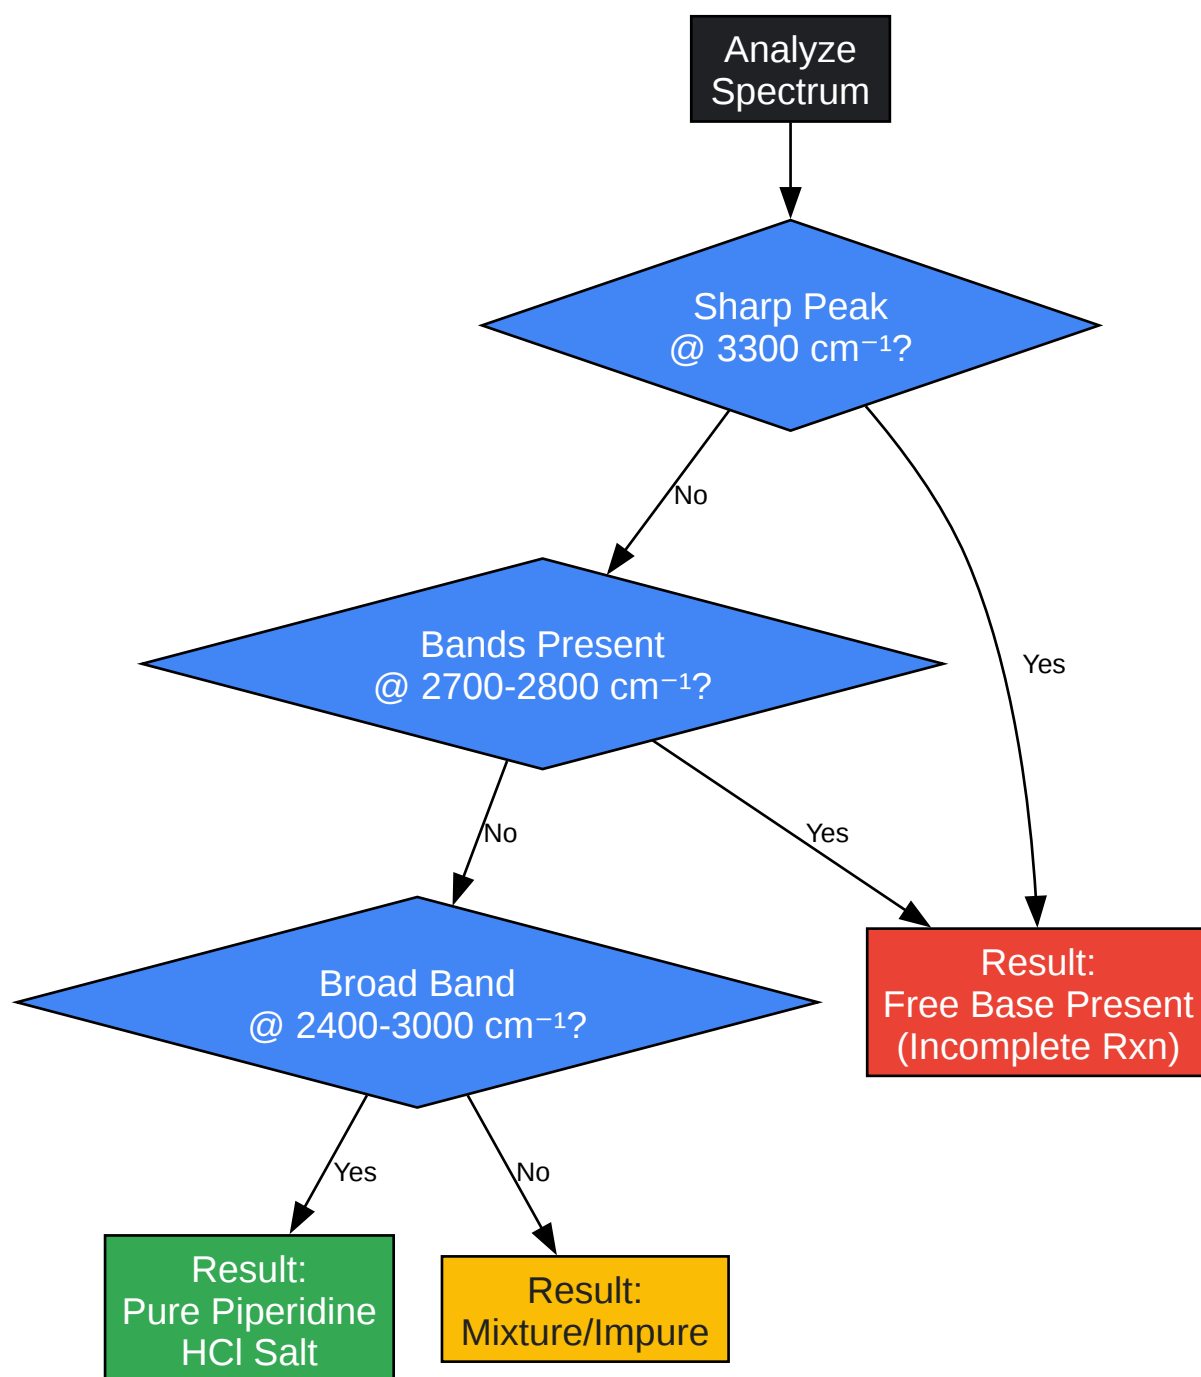 Analyze
Spectrum
Sharp Peak
@ 3300 cm⁻¹?
No
Yes
Bands Present
@ 2700-2800 cm⁻¹?
No
Yes
Broad Band
@ 2400-3000 cm⁻¹?
Result:
Free Base Present
(Incomplete Rxn)
Yes
No
Result:
Pure Piperidine
HCl Salt
Result:
Mixture/Impure